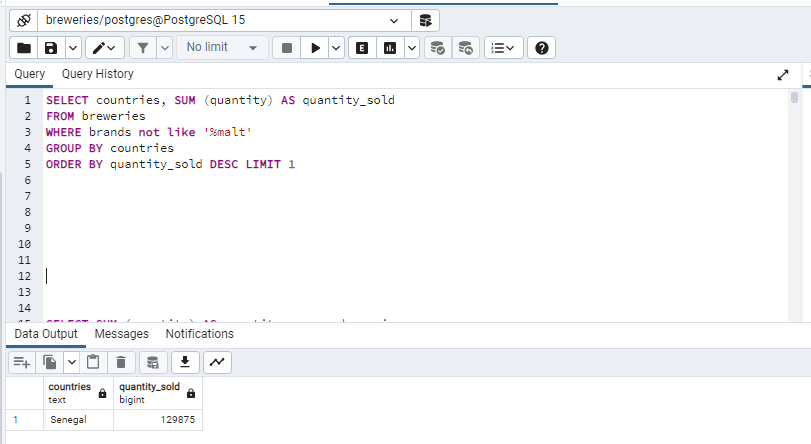 breweries/postgres@PostgreSQL 15
No limit
E
Query Query History
1 SELECT countries, SUM (quantity) AS quantity_sold
2 FROM breweries
3 WHERE brands not like '%malt'
4 GROUP BY countries
5 ORDER BY quantity_sold DESC LIMIT 1
6
7
8
9
10
11
12
13
14
Data Output Messages Notifications
countries quantity_sold
text bigint
1 Senegal 129875